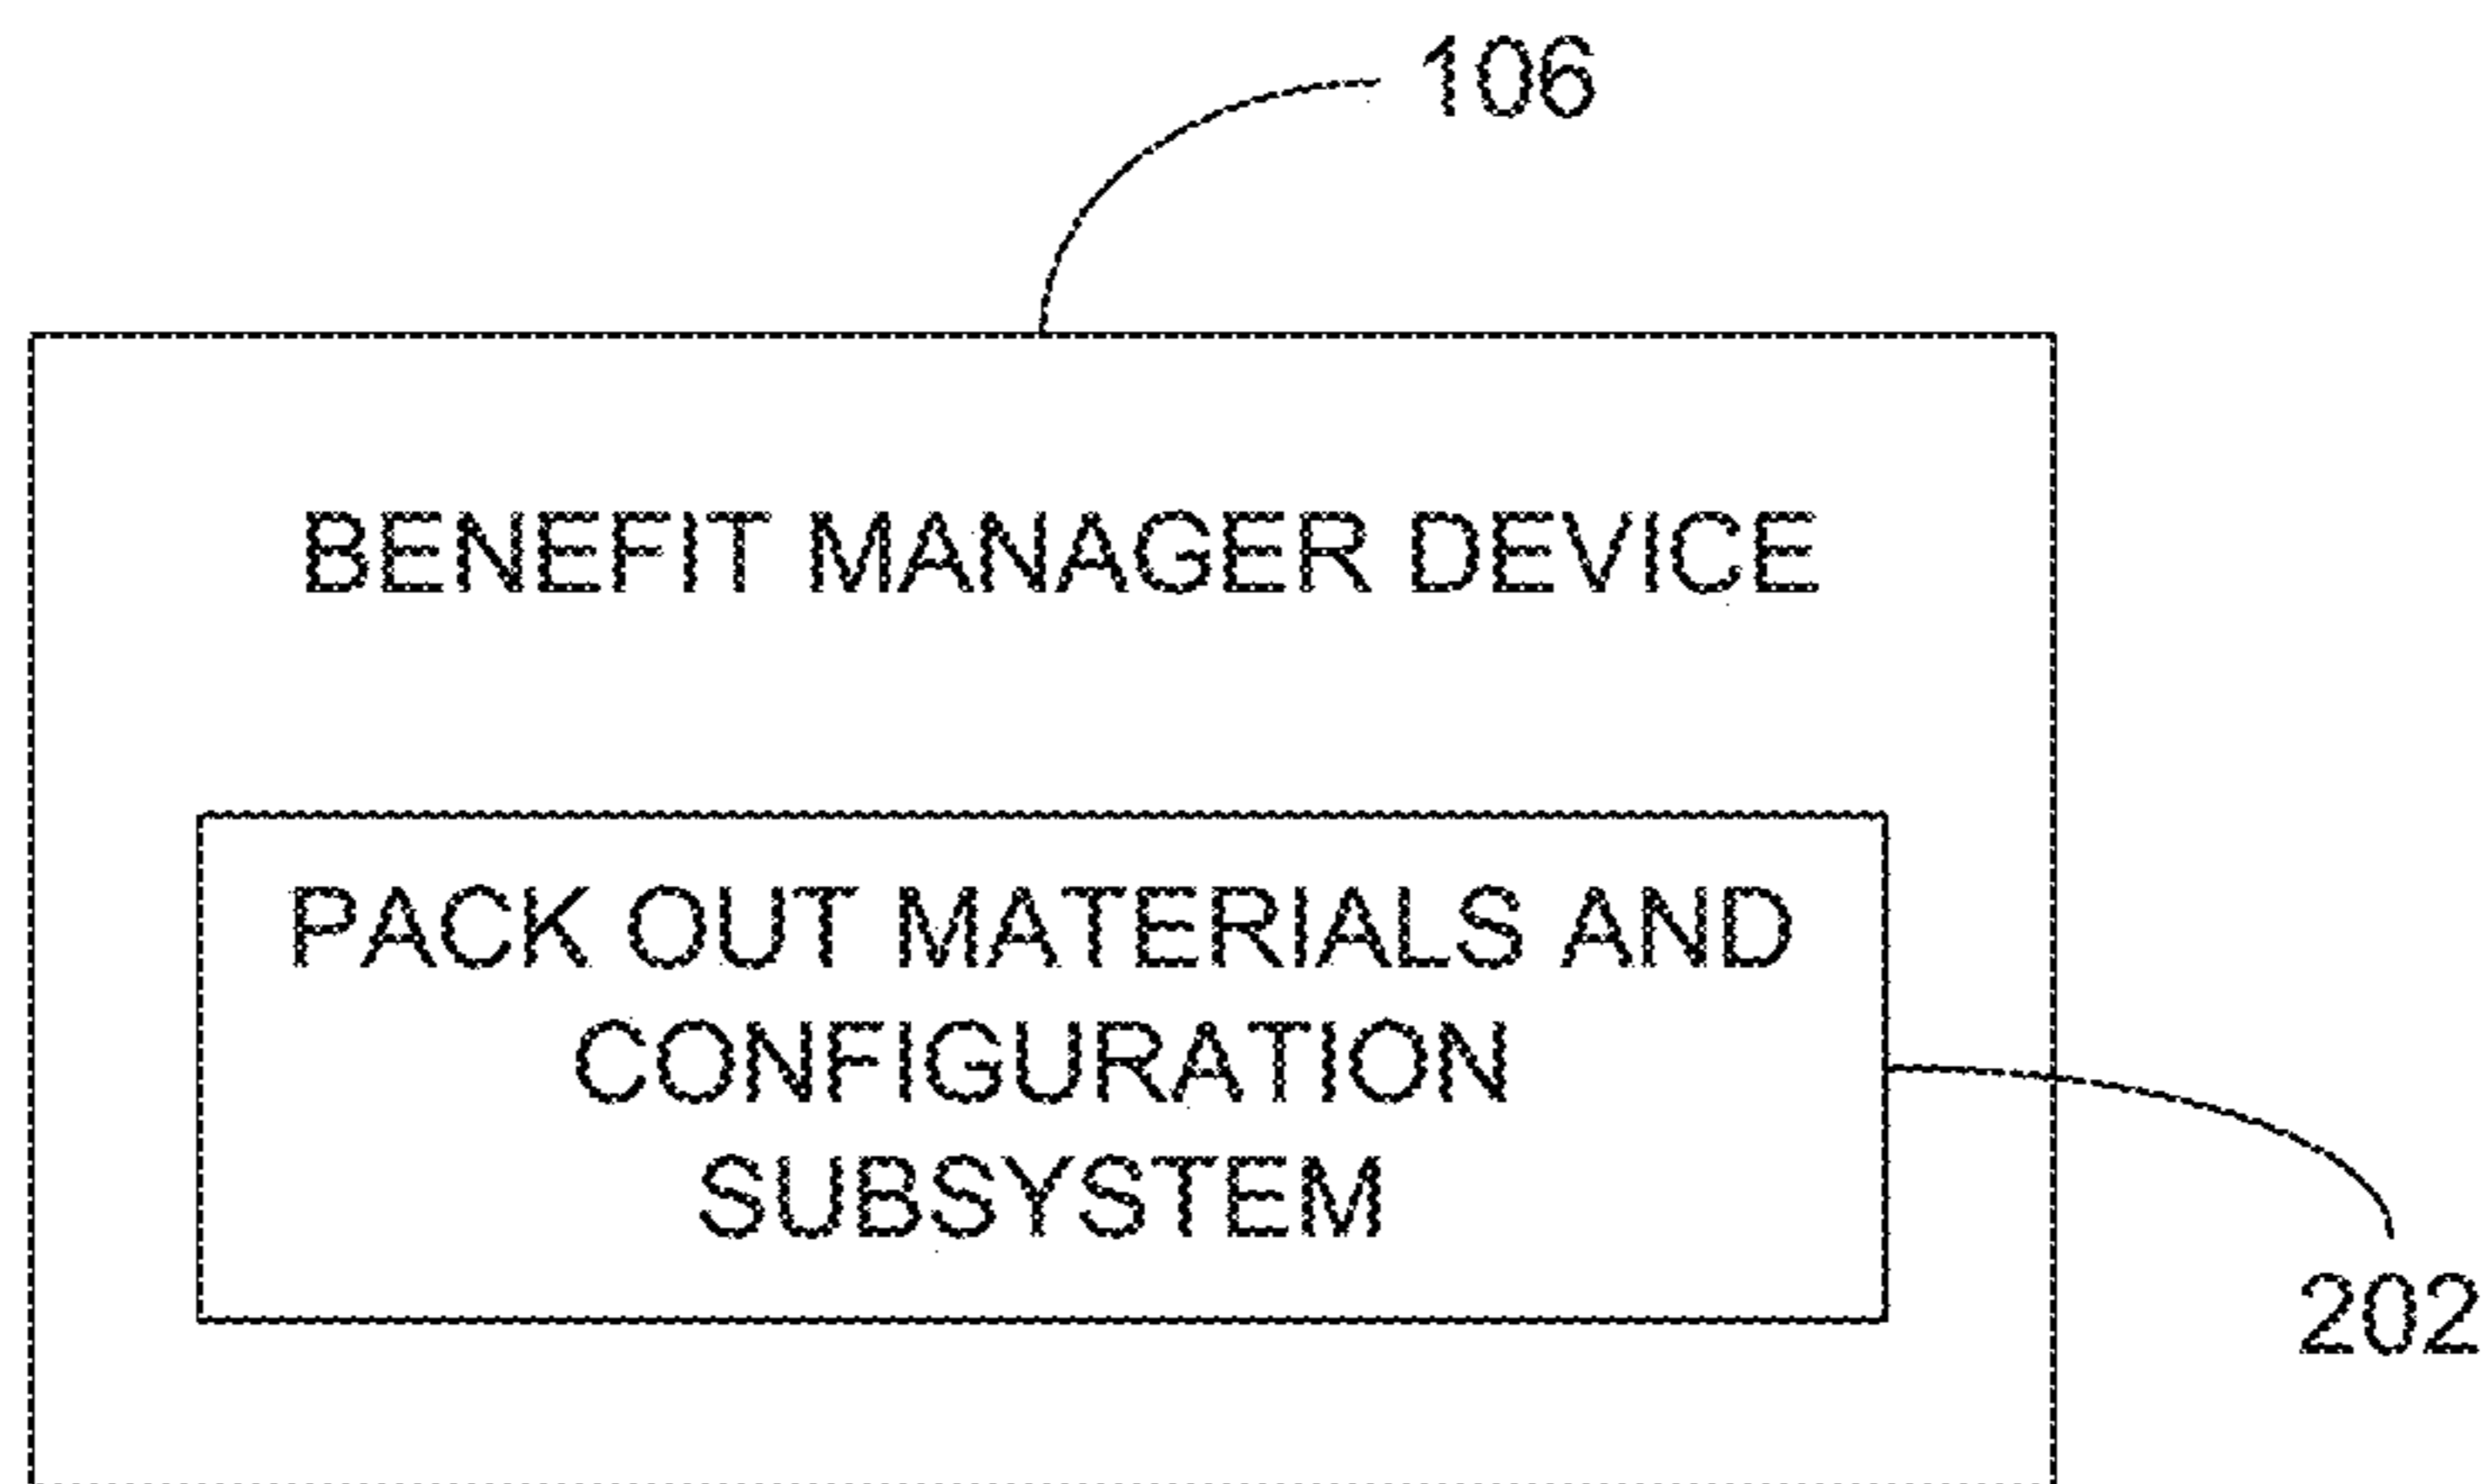 106
BENEFIT MANAGER DEVICE
PACK OUT MATERIALS AND
CONFIGURATION
SUBSYSTEM
202